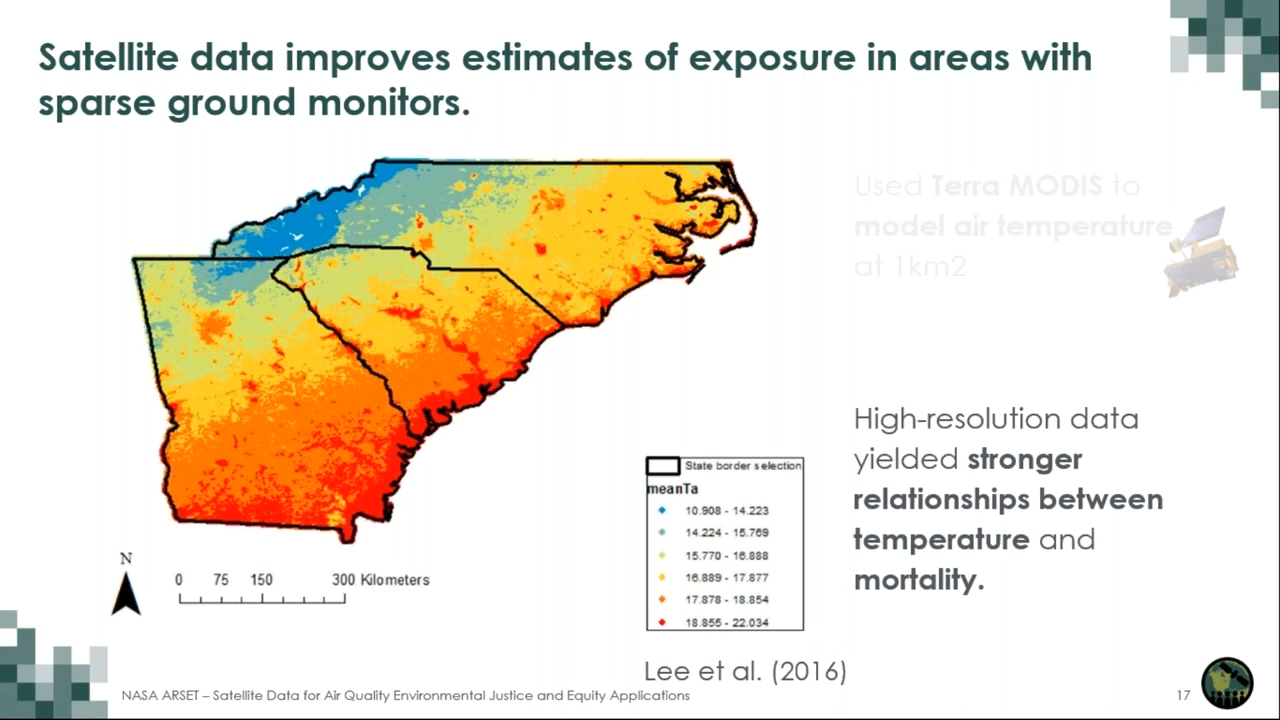 Satellite data improves estimates of exposure in areas with
sparse ground monitors.
Used Terra MODIS to
model air temperature
at 1km2
High-resolution data
yielded stronger
relationships between
temperature and
mortality.
State border selection
meanTa
10.908 - 14.223
14.224 - 15.769
15.770 - 16.888
16.889 - 17.877
17.878 - 18.854
18.855 - 22.034
N
0 75 150 300 Kilometers
Lee et al. (2016)
NASA ARSET – Satellite Data for Air Quality Environmental Justice and Equity Applications
17